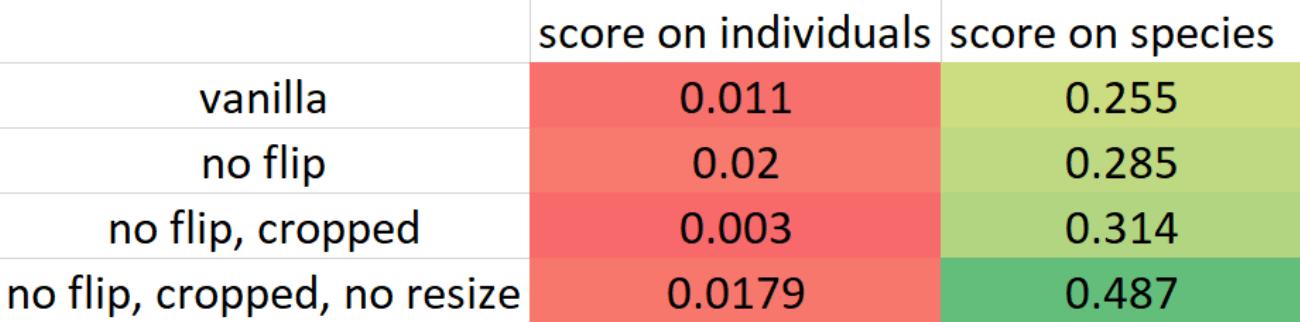 score on individuals score on species
vanilla 0.011 0.255
no flip 0.02 0.285
no flip, cropped 0.003 0.314
no flip, cropped, no resize 0.0179 0.487